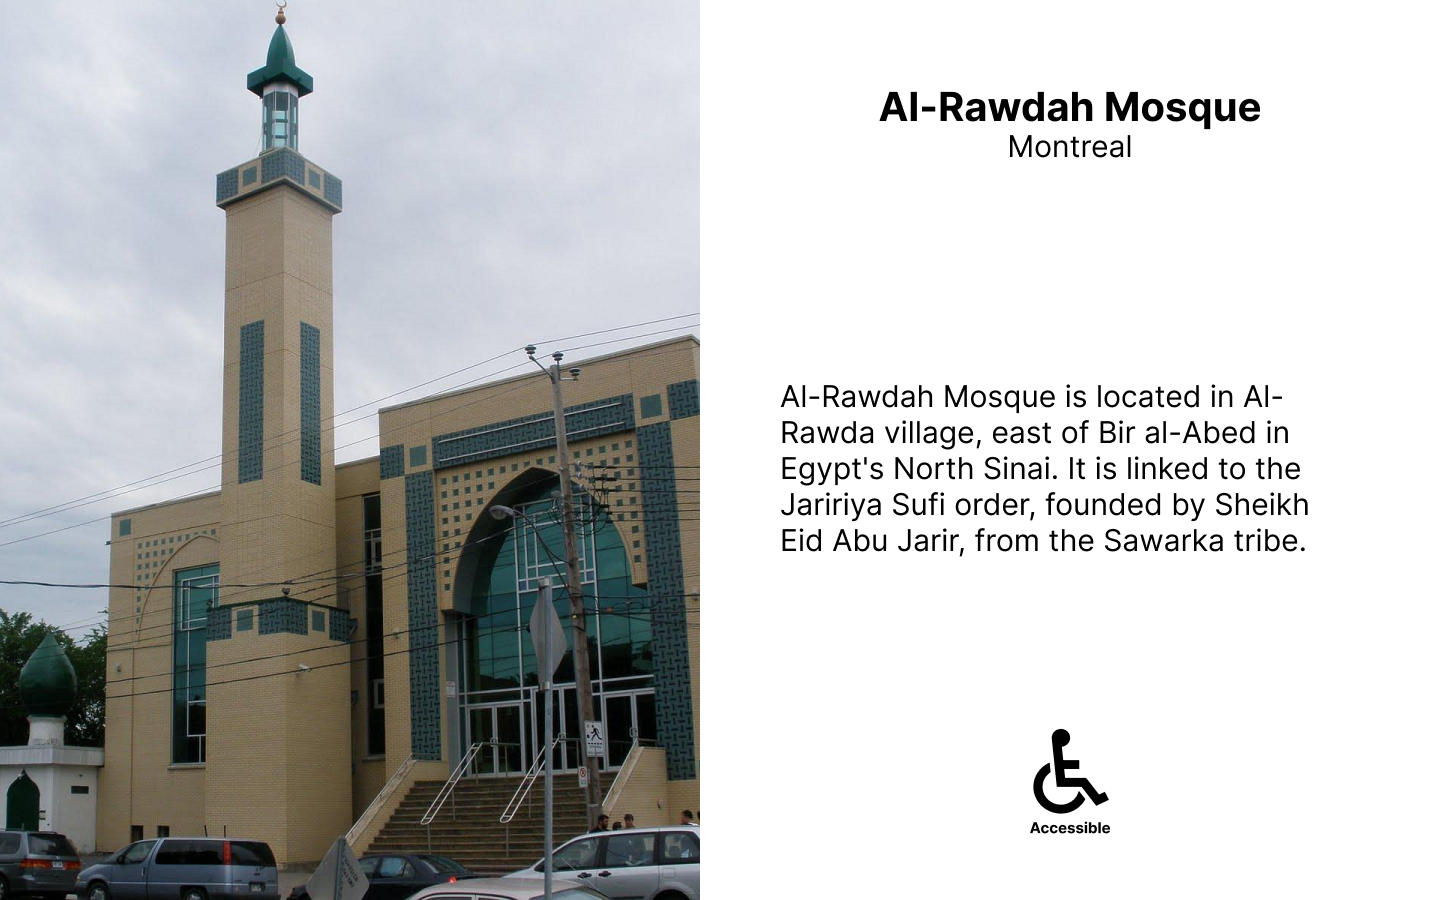 Al-Rawdah Mosque
Montreal
Al-Rawdah Mosque is located in Al-
Rawda village, east of Bir al-Abed in
Egypt's North Sinai. It is linked to the
Jaririya Sufi order, founded by Sheikh
Eid Abu Jarir, from the Sawarka tribe.
Accessible